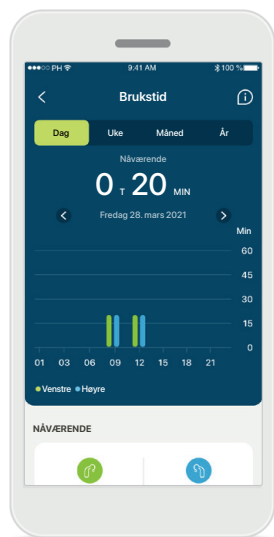 PH 9:41 AM 100 %
Brukstid
Dag Uke Måned År
Nåværende
0 T 20 MIN
Fredag 28. mars 2021
Min
60
45
30
15
0
01 03 06 09 12 15 18 21
Venstre Høyre
NÅVÆRENDE